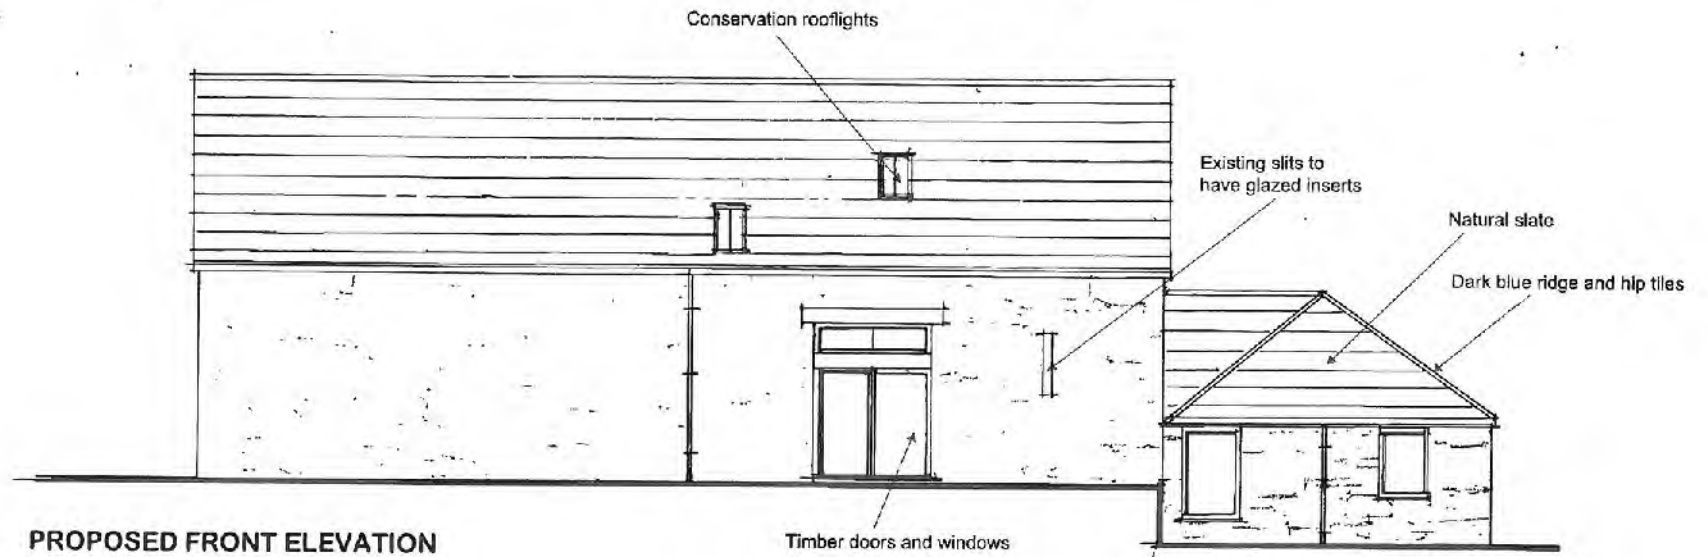 Conservation rooflights
Existing slits to
have glazed inserts
Natural slate
Dark blue ridge and hip tiles
Timber doors and windows
PROPOSED FRONT ELEVATION